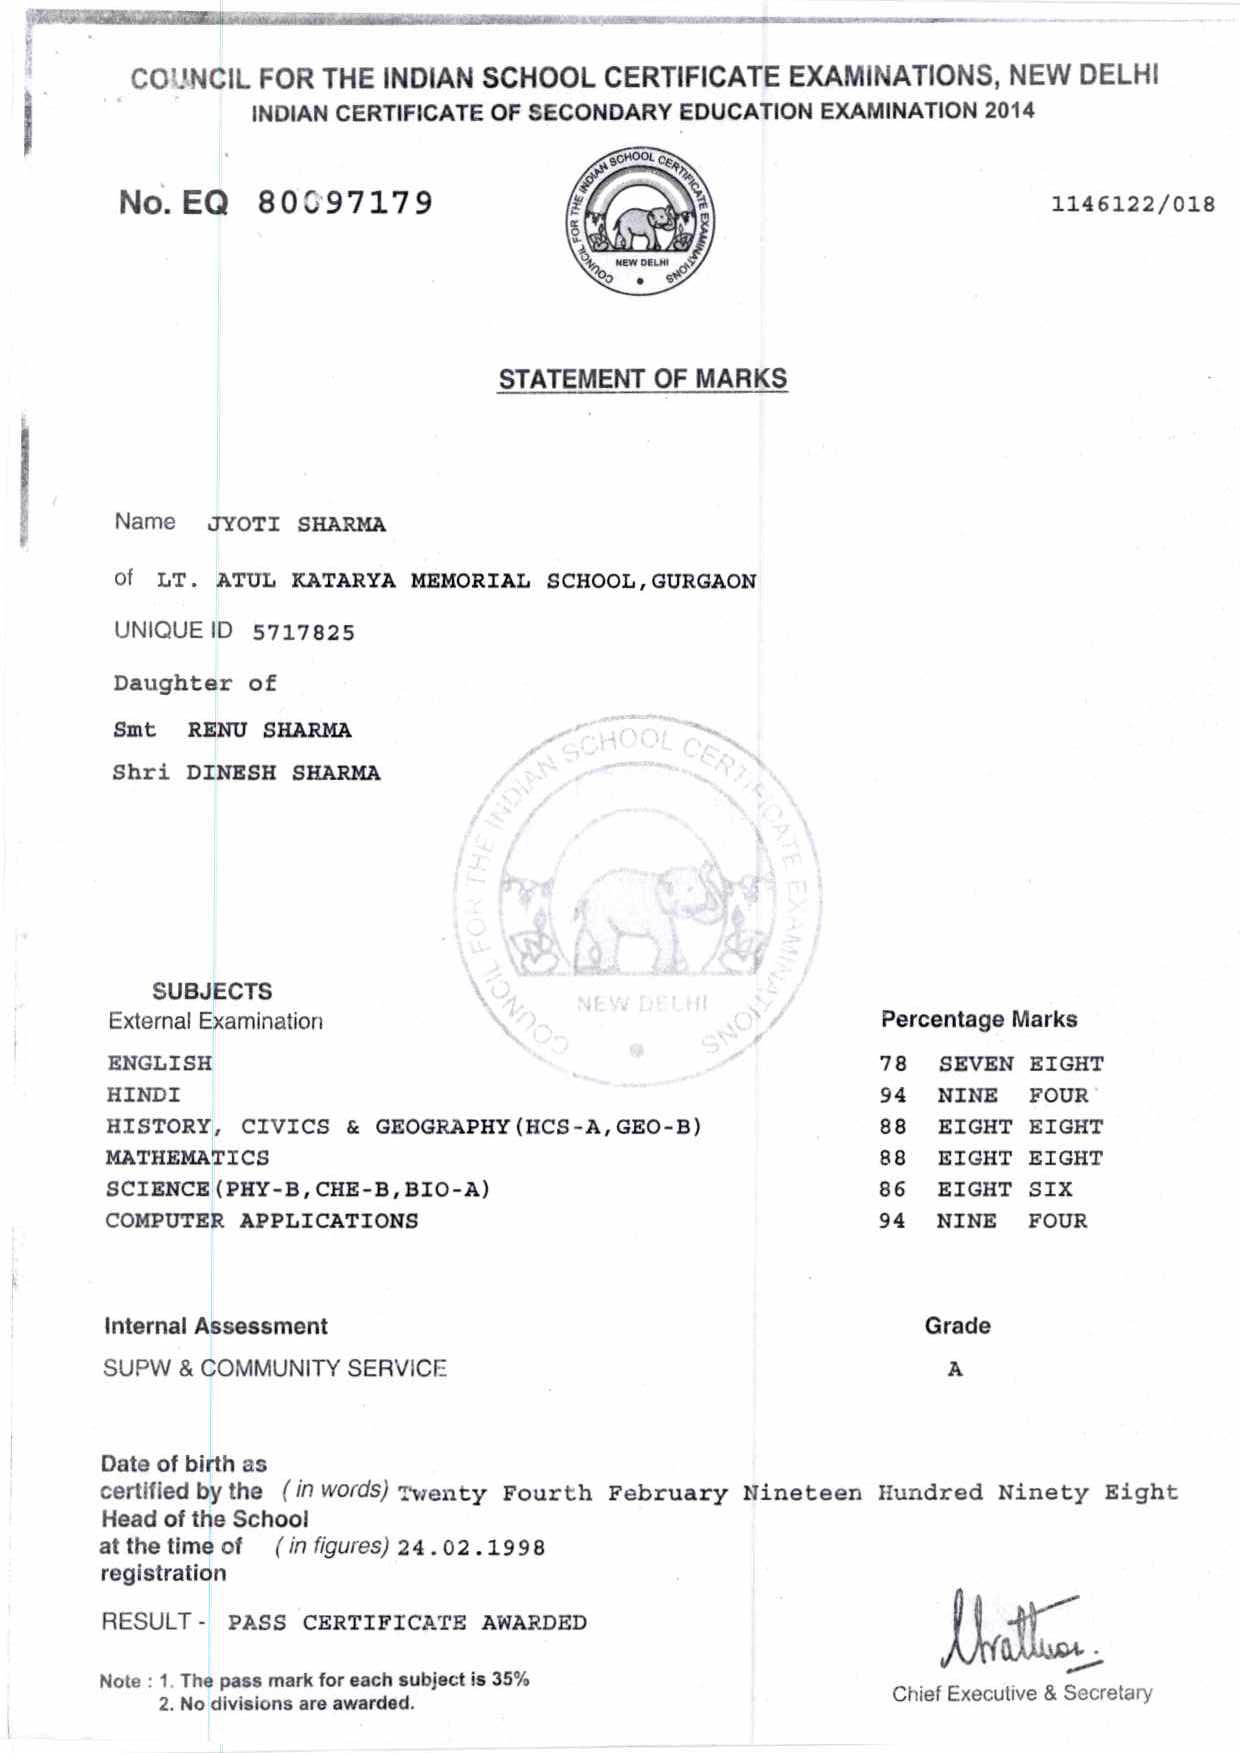 COUNCIL FOR THE INDIAN SCHOOL CERTIFICATE EXAMINATIONS, NEW DELHI
INDIAN CERTIFICATE OF SECONDARY EDUCATION EXAMINATION 2014
No. EQ 80097179
COUNCIL FOR THE INDIAN SCHOOL CERTIFICATE EXAMINATIONS
NEW DELHI
1146122/018
STATEMENT OF MARKS
Name JYOTI SHARMA
of LT. ATUL KATARYA MEMORIAL SCHOOL,GURGAON
UNIQUE ID 5717825
Daughter of
Smt RENU SHARMA
Shri DINESH SHARMA
COUNCIL FOR THE INDIAN SCHOOL CERTIFICATE EXAMINATIONS
NEW DELHI
SUBJECTS
External Examination Percentage Marks
ENGLISH 78 SEVEN EIGHT
HINDI 94 NINE FOUR
HISTORY, CIVICS & GEOGRAPHY(HCS-A,GEO-B) 88 EIGHT EIGHT
MATHEMATICS 88 EIGHT EIGHT
SCIENCE(PHY-B,CHE-B,BIO-A) 86 EIGHT SIX
COMPUTER APPLICATIONS 94 NINE FOUR
Internal Assessment Grade
SUPW & COMMUNITY SERVICE A
Date of birth as
certified by the (in words) Twenty Fourth February Nineteen Hundred Ninety Eight
Head of the School
at the time of (in figures) 24.02.1998
registration
RESULT - PASS CERTIFICATE AWARDED
Note : 1. The pass mark for each subject is 35%
2. No divisions are awarded.
Chief Executive & Secretary